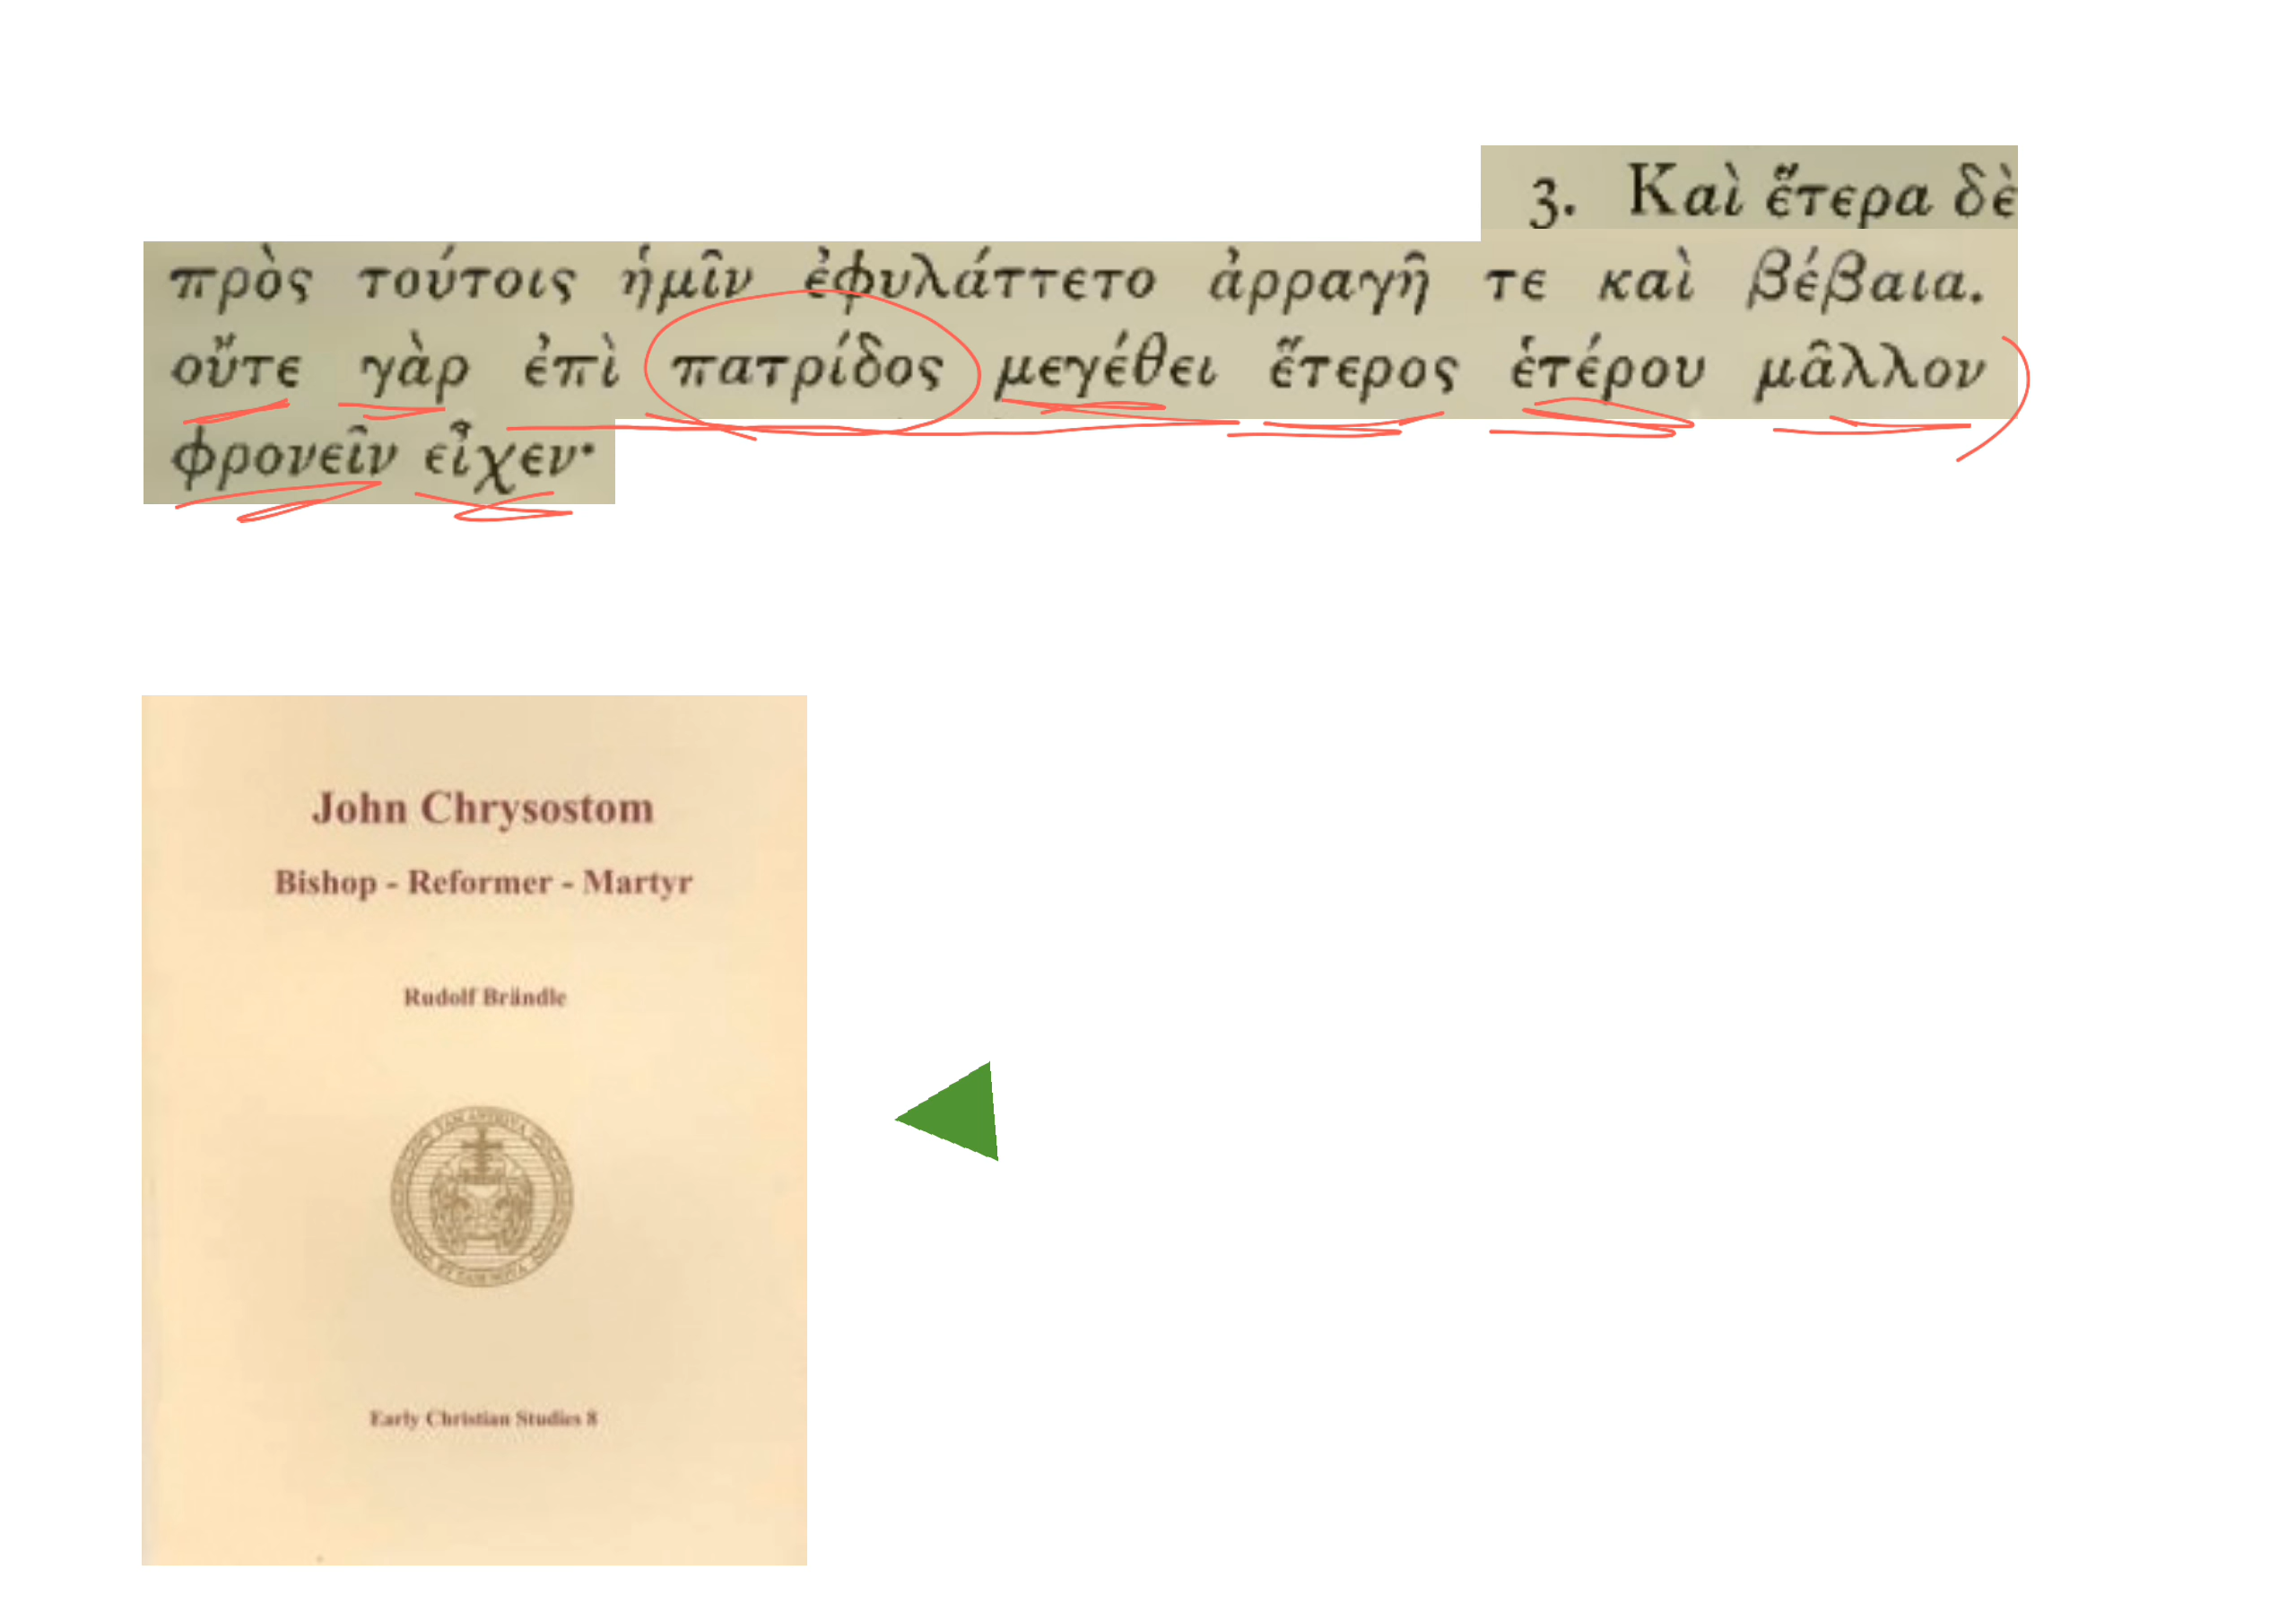 3. Καὶ ἕτερα δὲ
πρὸς τούτοις ἡμῖν ἐφυλάττετο ἀρραγῆ τε καὶ βέβαια.
οὔτε γὰρ ἐπὶ πατρίδος μεγέθει ἕτερος ἑτέρου μᾶλλον
φρονεῖν εἶχεν·
John Chrysostom
Bishop - Reformer - Martyr
Rudolf Brändle
Early Christian Studies 8